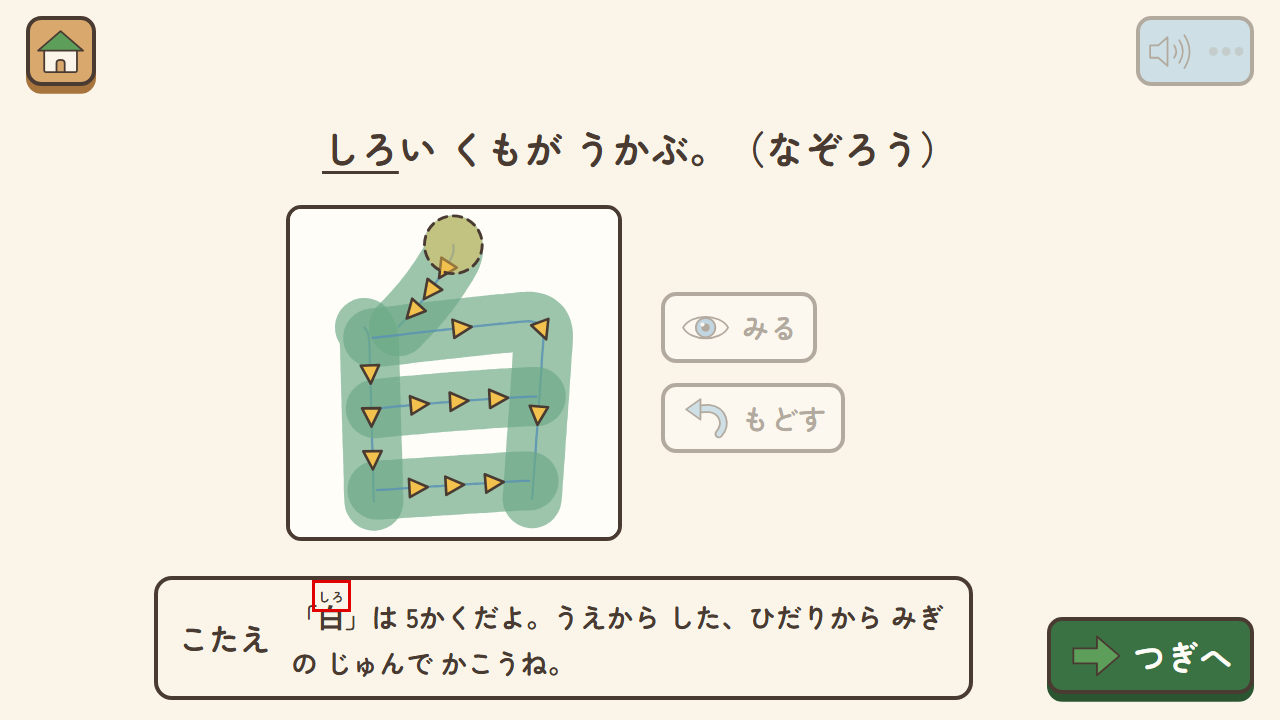 しろい くもが うかぶ。（なぞろう）
みる
もどす
こたえ
しろ
「白」は 5かくだよ。うえから した、ひだりから みぎ
の じゅんで かこうね。
つぎへ